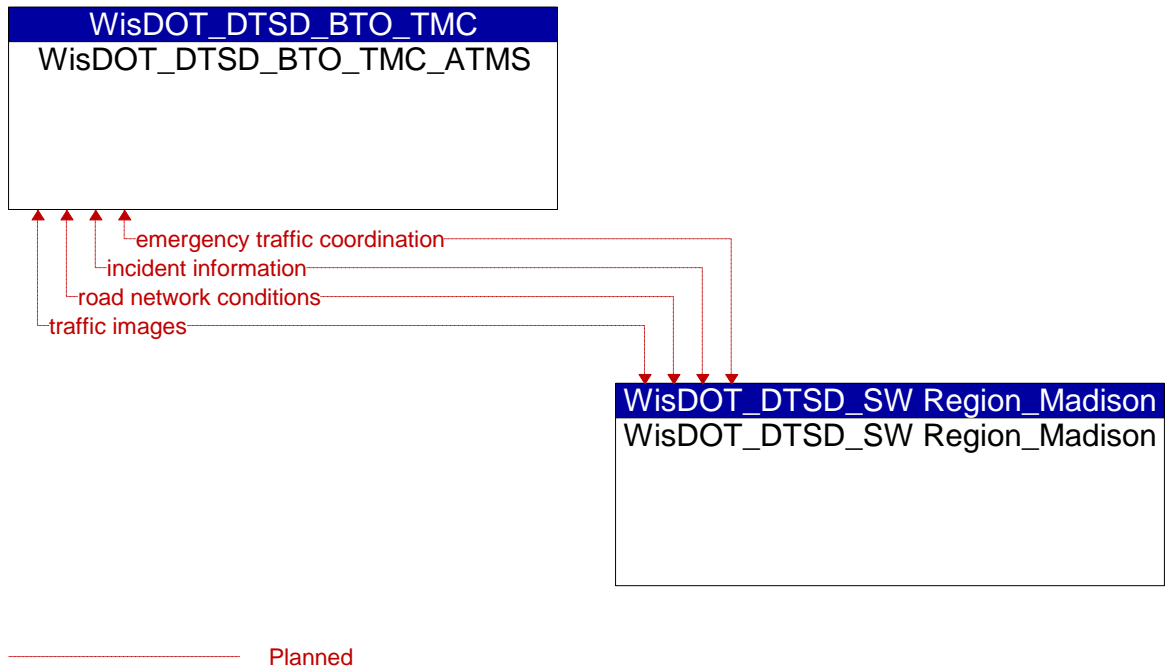 WisDOT_DTSD_BTO_TMC
WisDOT_DTSD_BTO_TMC_ATMS
emergency traffic coordination
incident information
road network conditions
traffic images
WisDOT_DTSD_SW Region_Madison
WisDOT_DTSD_SW Region_Madison
Planned